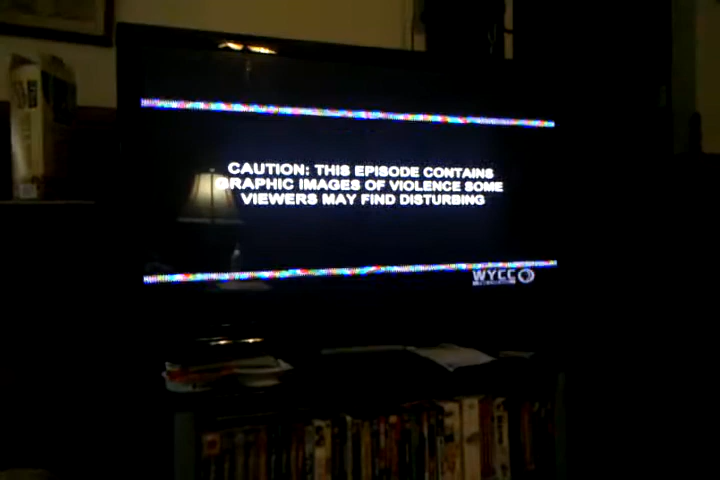 CAUTION: THIS EPISODE CONTAINS
GRAPHIC IMAGES OF VIOLENCE SOME
VIEWERS MAY FIND DISTURBING
WYCC